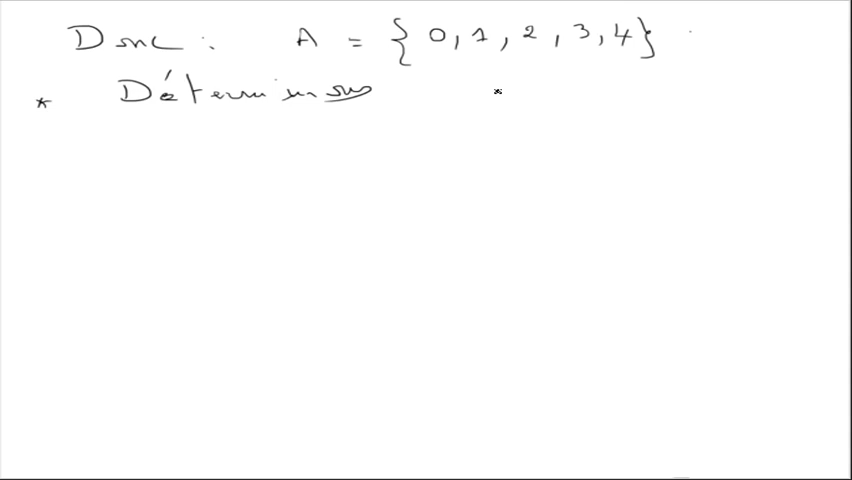 Donc : A = {0, 1, 2, 3, 4}
* Déterminons